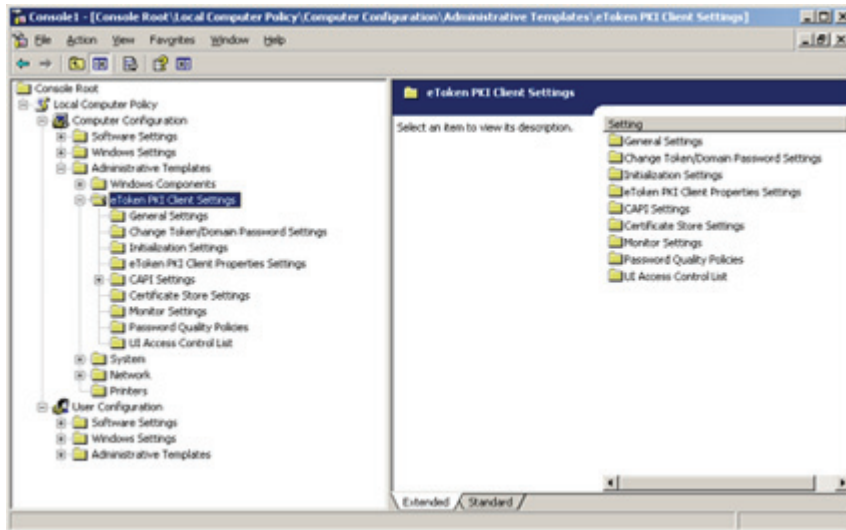 Console1 - [Console Root\Local Computer Policy\Computer Configuration\Administrative Templates\eToken PKI Client Settings]
File Action View Favorites Window Help
Console Root
Local Computer Policy
Computer Configuration
Software Settings
Windows Settings
Administrative Templates
Windows Components
eToken PKI Client Settings
General Settings
Change Token/Domain Password Settings
Initialization Settings
eToken PKI Client Properties Settings
CAPI Settings
Certificate Store Settings
Monitor Settings
Password Quality Policies
UI Access Control List
System
Network
Printers
User Configuration
Software Settings
Windows Settings
Administrative Templates
eToken PKI Client Settings
Select an item to view its description.
Setting
General Settings
Change Token/Domain Password Settings
Initialization Settings
eToken PKI Client Properties Settings
CAPI Settings
Certificate Store Settings
Monitor Settings
Password Quality Policies
UI Access Control List
Extended Standard